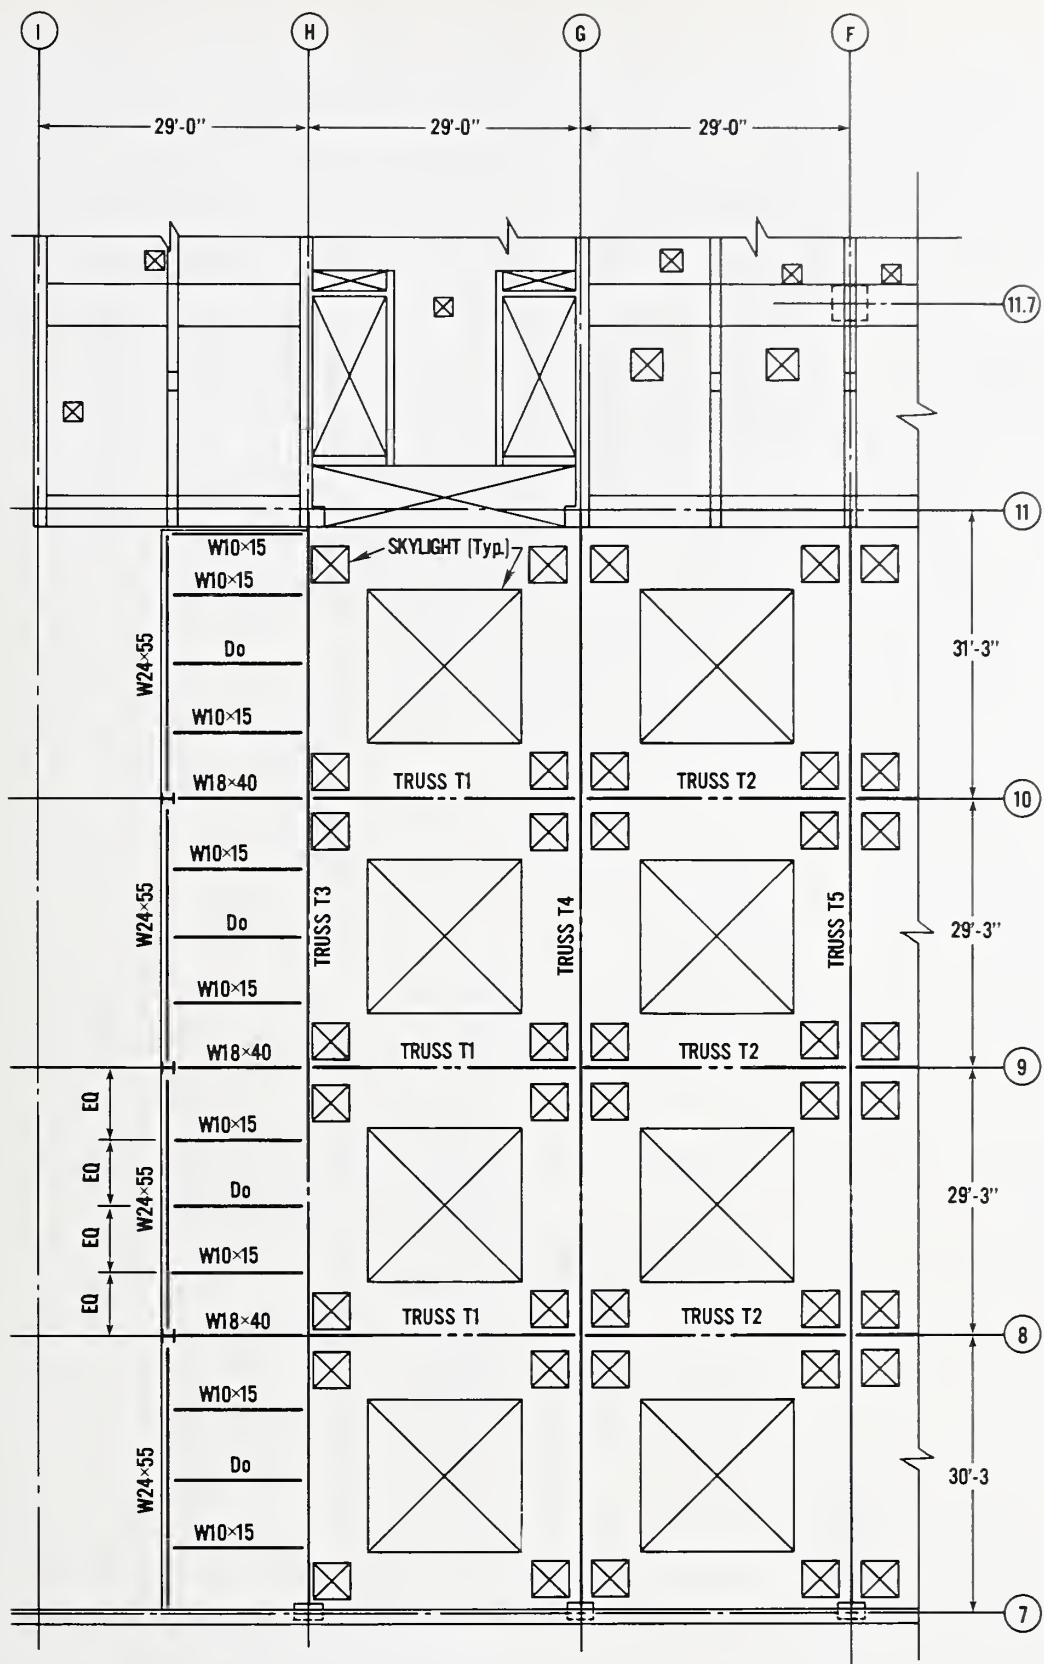 I H G F
29'-0" 29'-0" 29'-0"
11.7
11
W10×15
SKYLIGHT (Typ.)
W10×15
W24×55
Do
31'-3"
W10×15
W18×40
TRUSS T1
TRUSS T2
10
W10×15
W24×55
Do
TRUSS T3
TRUSS T4
TRUSS T5
29'-3"
W10×15
W18×40
TRUSS T1
TRUSS T2
9
EQ
W10×15
EQ
W24×55
Do
29'-3"
EQ
W10×15
EQ
W18×40
TRUSS T1
TRUSS T2
8
W10×15
W24×55
Do
30'-3
W10×15
7